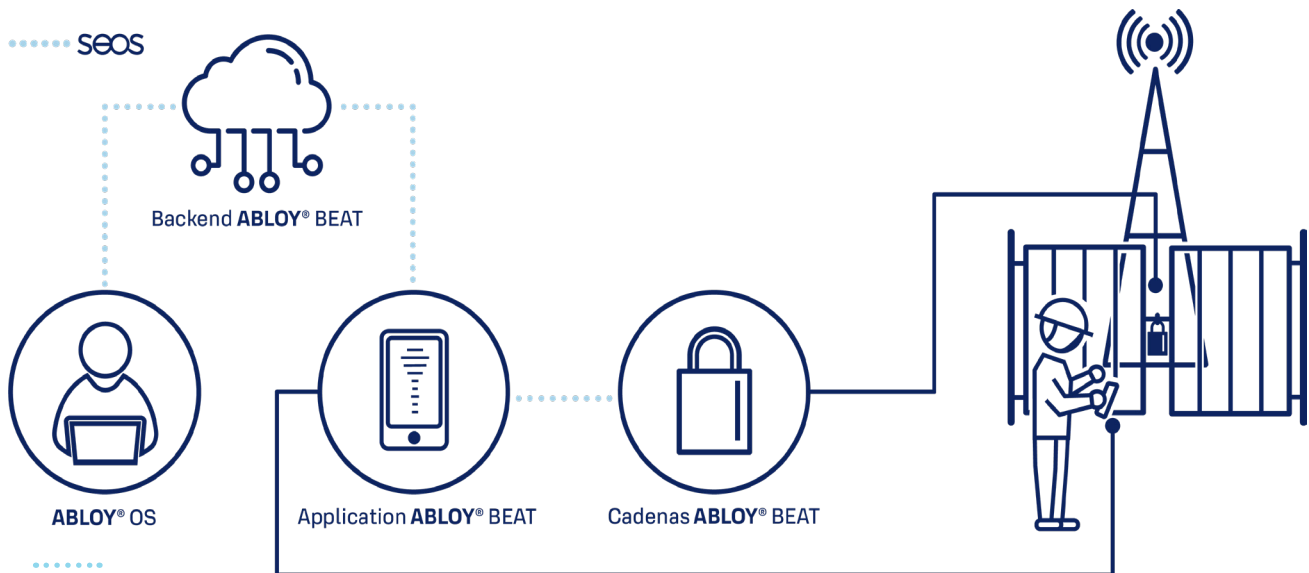 seos
Backend ABLOY® BEAT
ABLOY® OS
Application ABLOY® BEAT
Cadenas ABLOY® BEAT